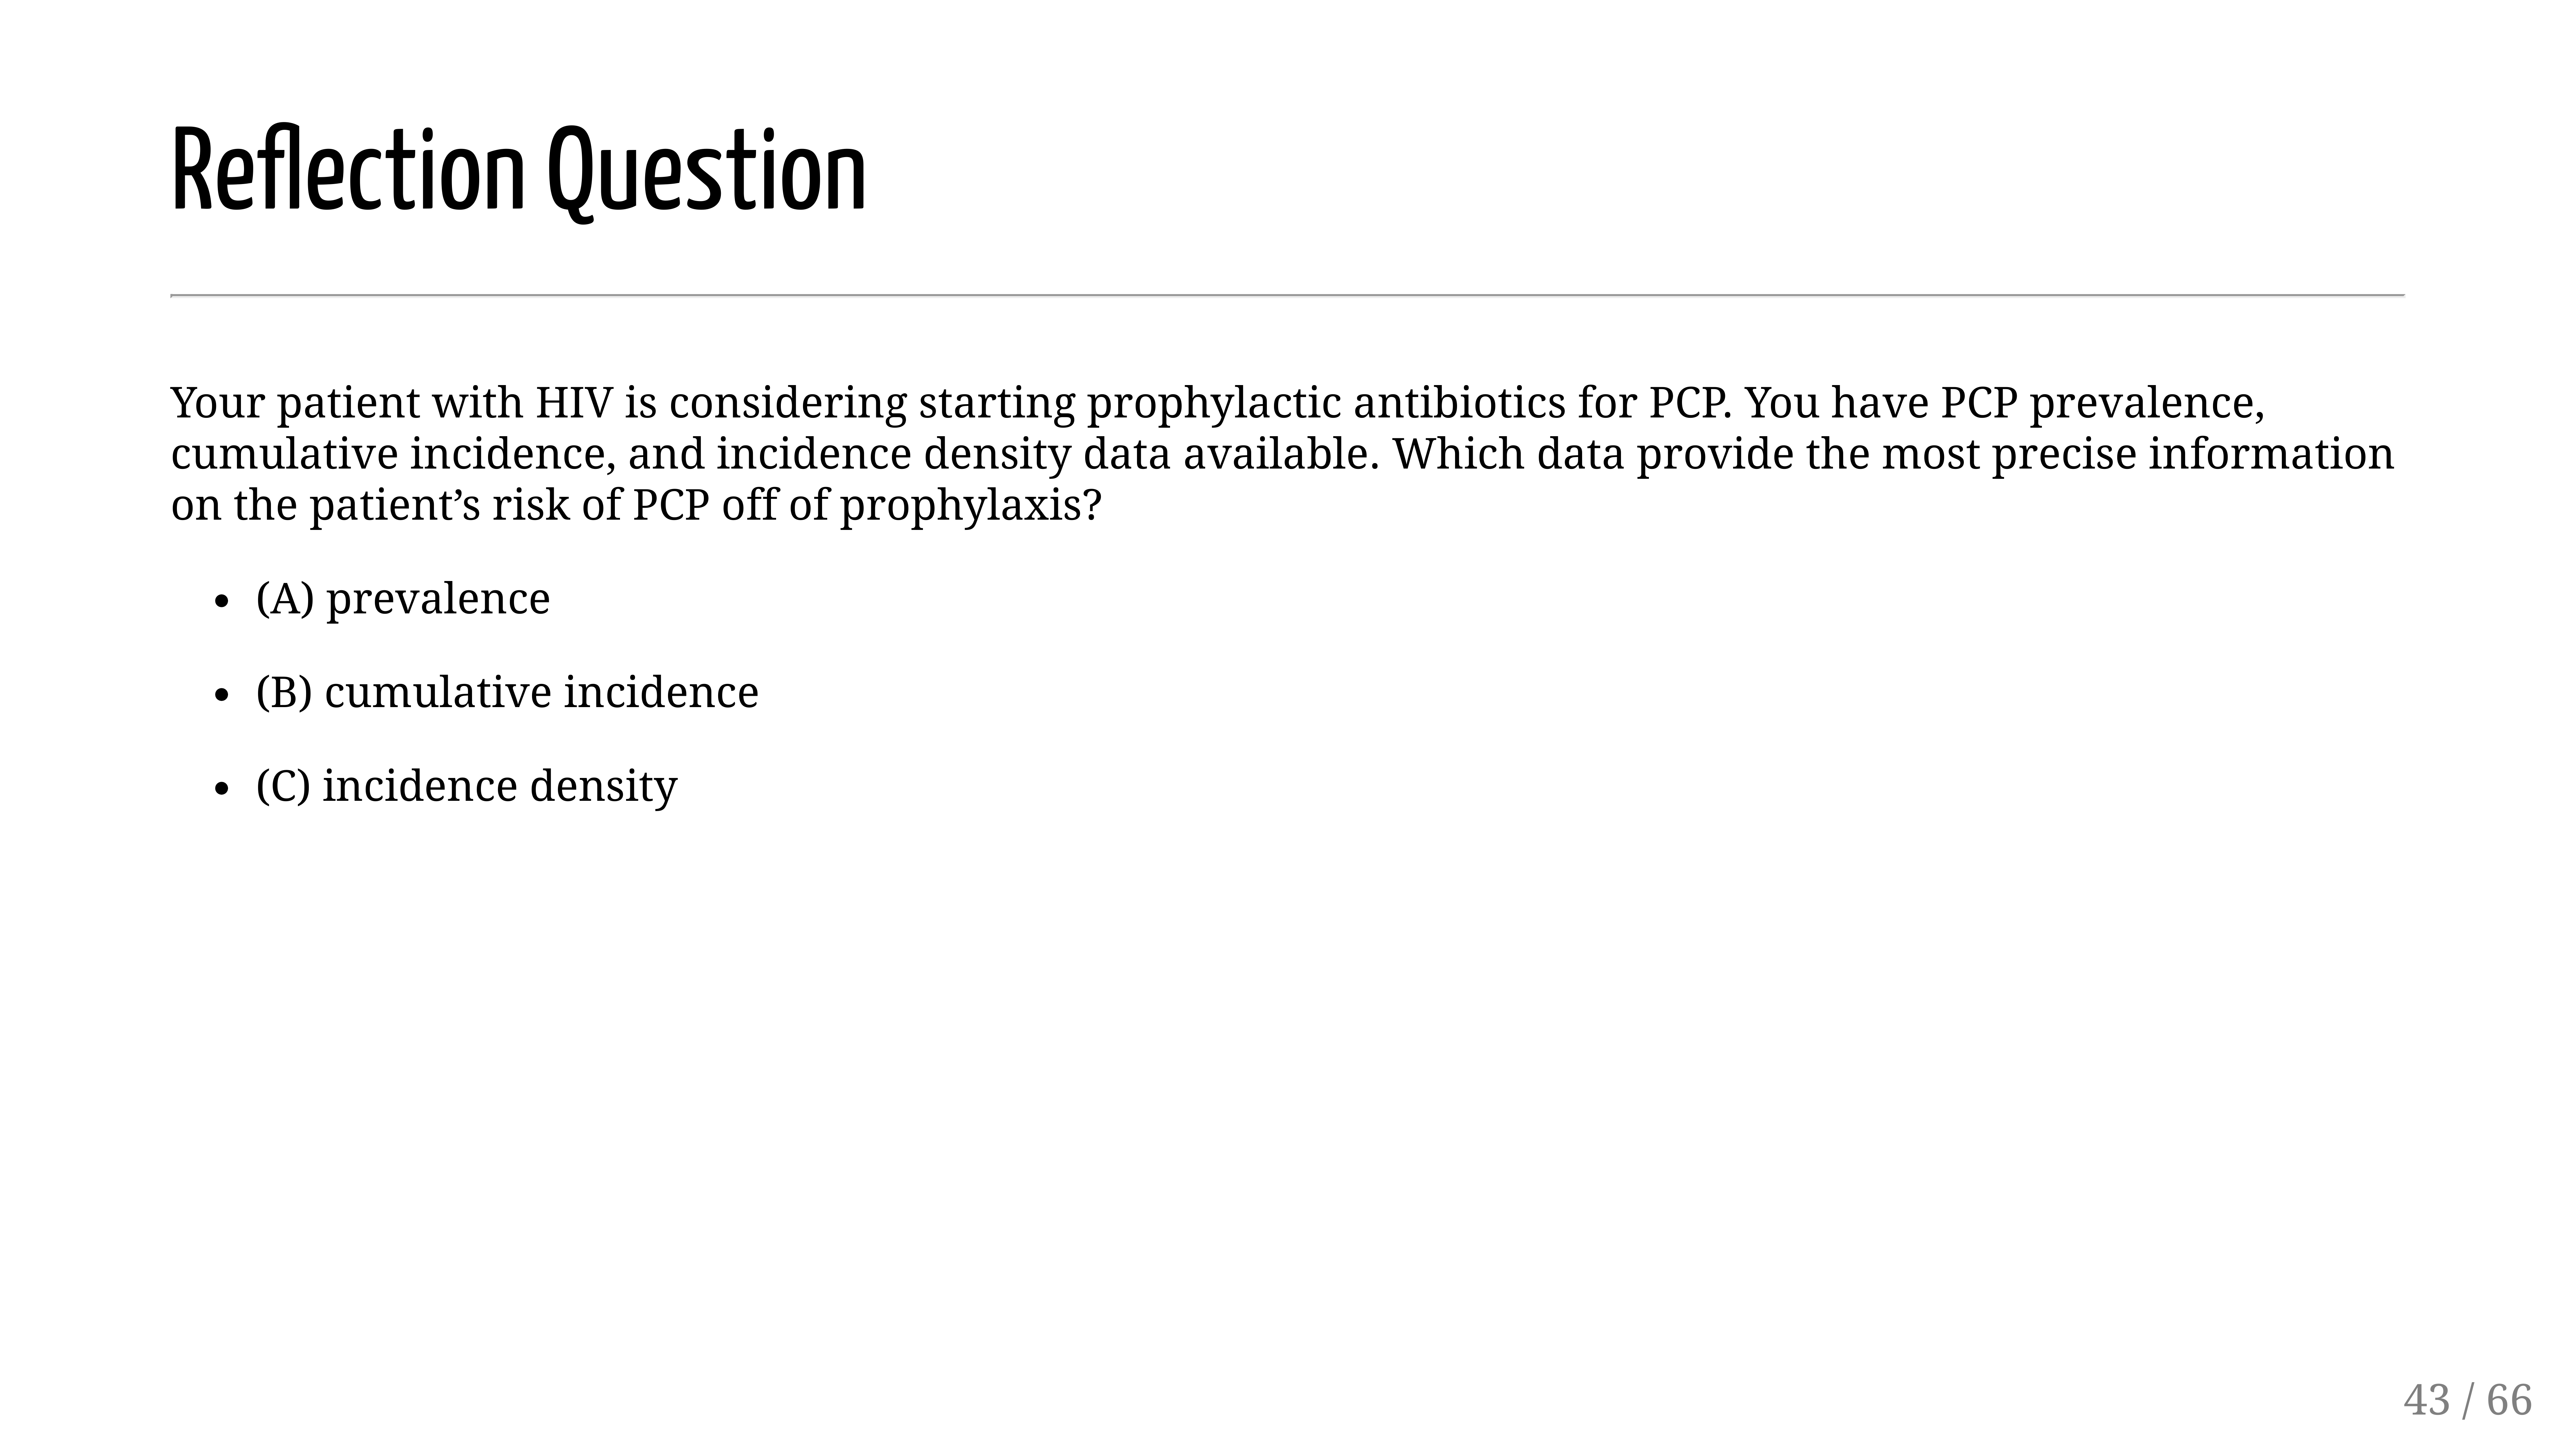 Reflection Question
Your patient with HIV is considering starting prophylactic antibiotics for PCP. You have PCP prevalence,
cumulative incidence, and incidence density data available. Which data provide the most precise information
on the patient’s risk of PCP off of prophylaxis?
• (A) prevalence
• (B) cumulative incidence
• (C) incidence density
43 / 66